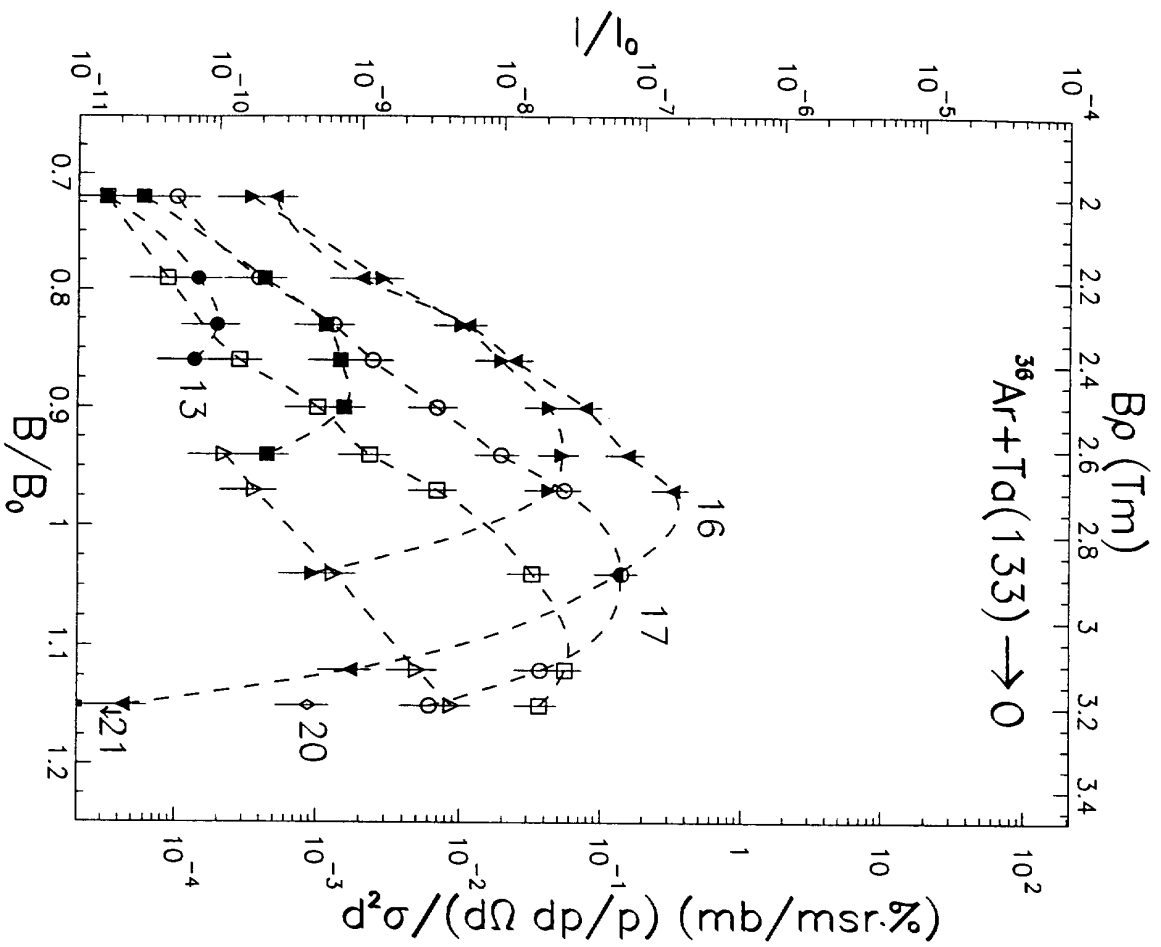 Bρ (Tm)
2 2.2 2.4 2.6 2.8 3 3.2 3.4
³⁶Ar+Ta(133)→O
I/I₀
10⁻⁴
10⁻⁵
10⁻⁶
10⁻⁷
10⁻⁸
10⁻⁹
10⁻¹⁰
10⁻¹¹
16
17
13
20
↓21
10²
10
1
10⁻¹
10⁻²
10⁻³
10⁻⁴
d²σ/(dΩ dp/p) (mb/msr·%)
0.7 0.8 0.9 1 1.1 1.2
B/B₀